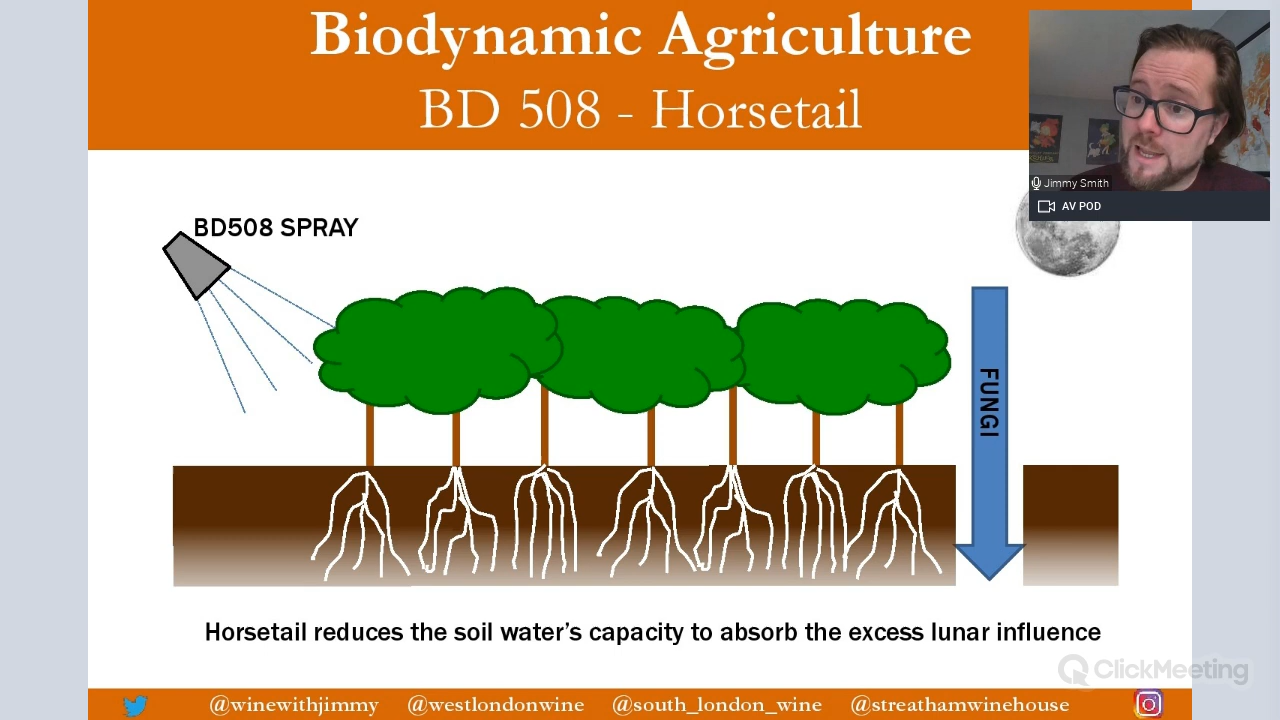 Biodynamic Agriculture
BD 508 - Horsetail
Jimmy Smith
AV POD
BD508 SPRAY
FUNGI
Horsetail reduces the soil water's capacity to absorb the excess lunar influence
ClickMeeting
@winewithjimmy @westlondonwine @south_london_wine @streathamwinehouse